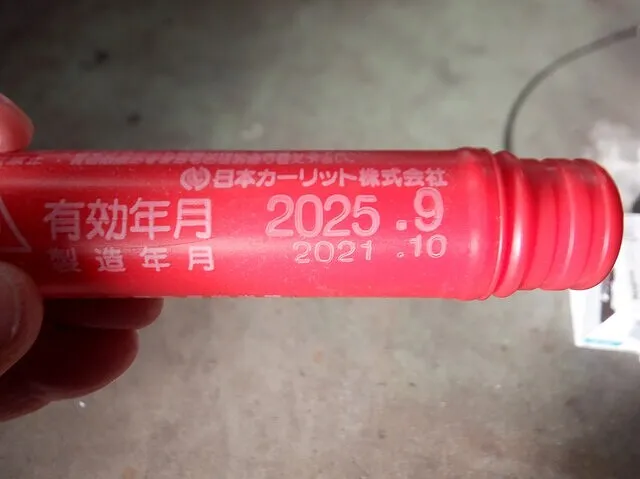 日本カーリット株式会社
有効年月 2025.9
製造年月 2021.10